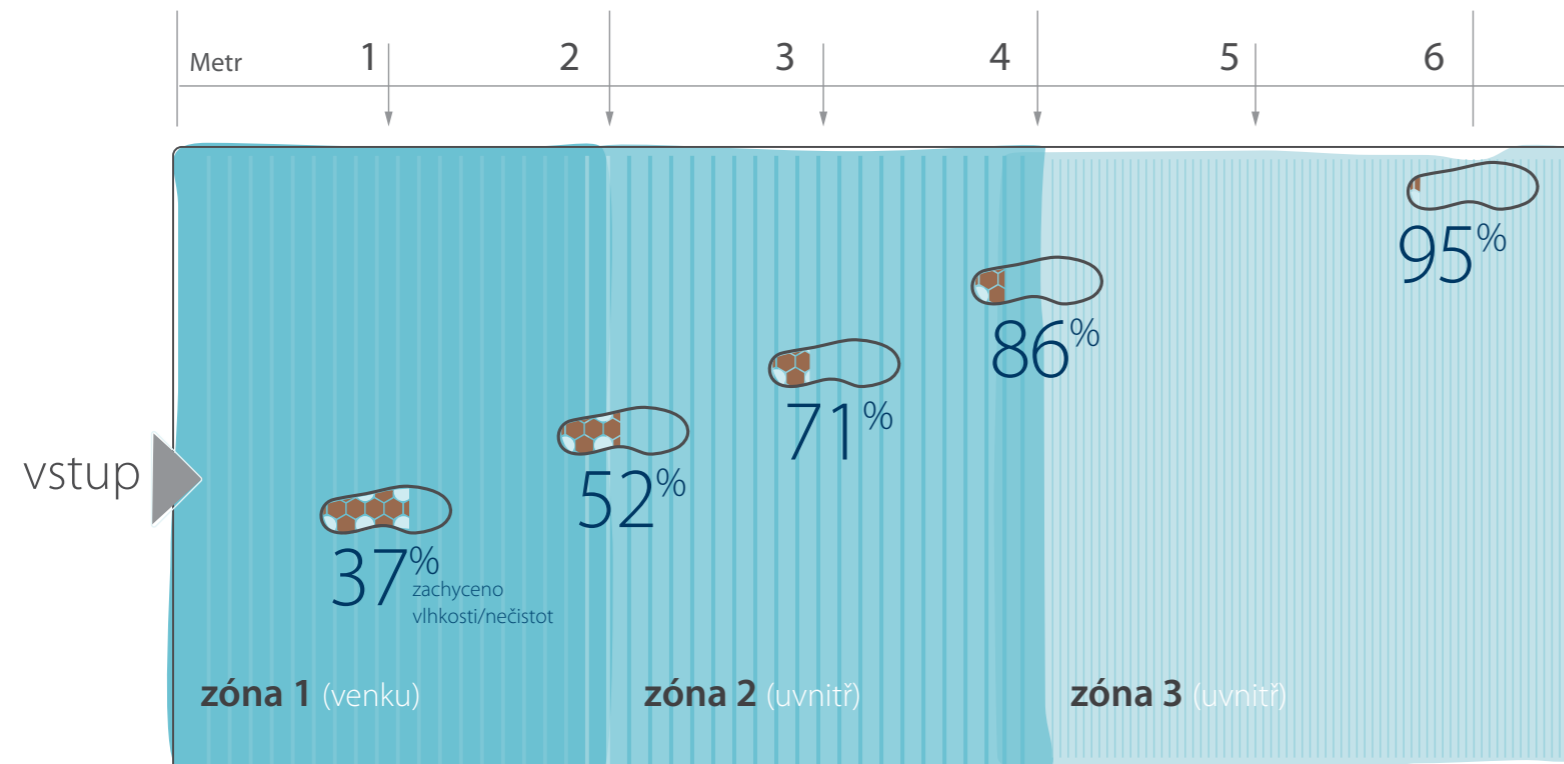 Metr 1 2 3 4 5 6
95%
86%
71%
vstup
52%
37%
zachyceno
vlhkosti/nečistot
zóna 1 (venku) zóna 2 (uvnitř) zóna 3 (uvnitř)